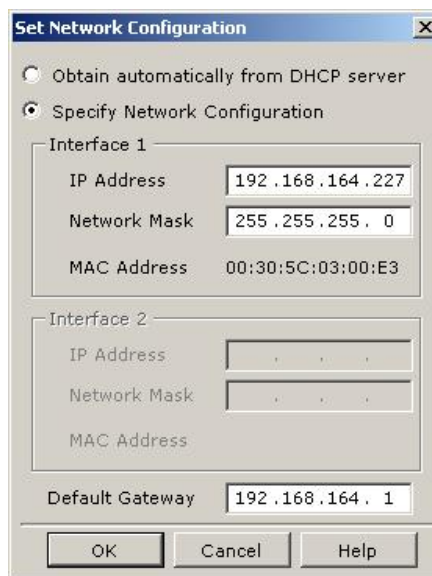 Set Network Configuration
Obtain automatically from DHCP server
Specify Network Configuration
Interface 1
IP Address 192.168.164.227
Network Mask 255.255.255. 0
MAC Address 00:30:5C:03:00:E3
Interface 2
IP Address . . .
Network Mask . . .
MAC Address
Default Gateway 192.168.164. 1
OK Cancel Help